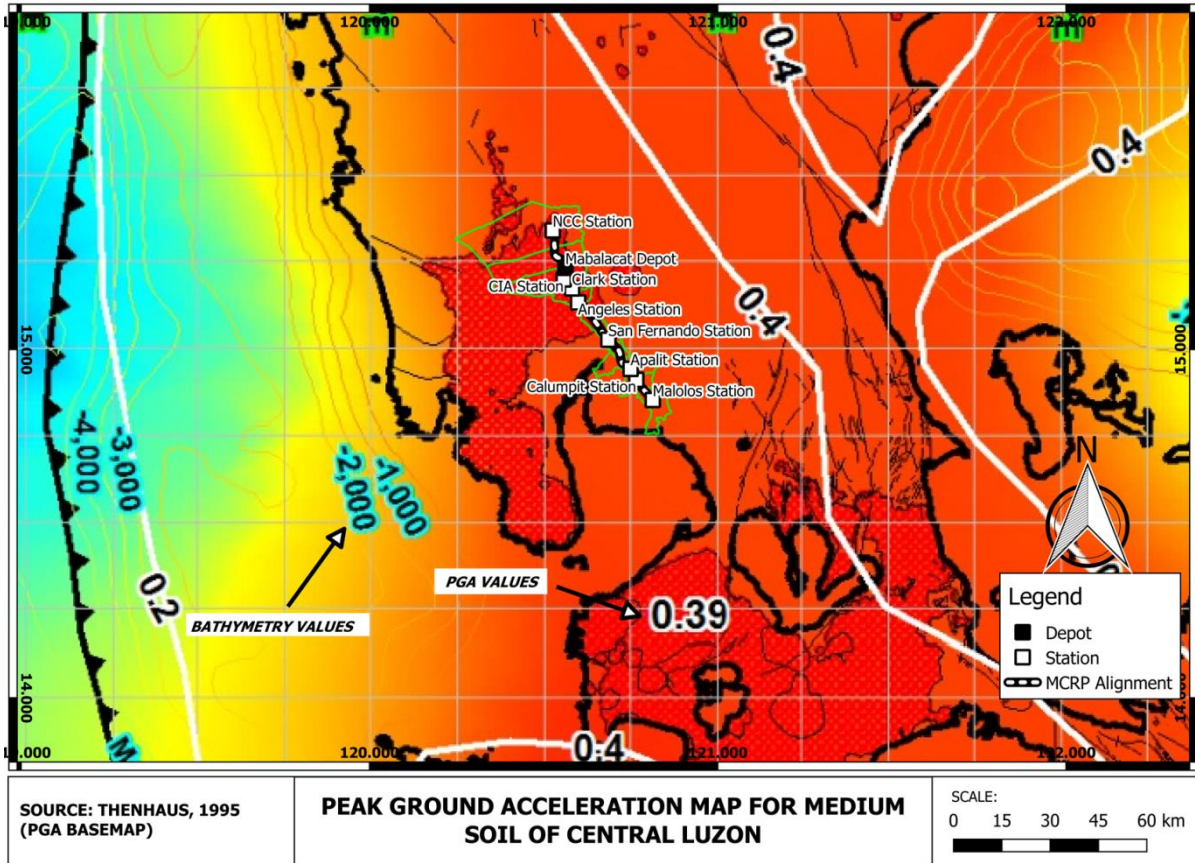 120.000
121.000
122.000
E
E
E
0.4
0.4
NCC Station
Mabalacat Depot
Clark Station
CIA Station
Angeles Station
0.4
San Fernando Station
15.000
15.000
Apalit Station
Calumpit Station
Malolos Station
-4,000
-3,000
-2,000
-1,000
N
0.2
PGA VALUES
BATHYMETRY VALUES
0.39
Legend
Depot
Station
MCRP Alignment
14.000
0.4
120.000
121.000
122.000
M
SOURCE: THENHAUS, 1995
(PGA BASEMAP)
PEAK GROUND ACCELERATION MAP FOR MEDIUM
SOIL OF CENTRAL LUZON
SCALE:
0 15 30 45 60 km